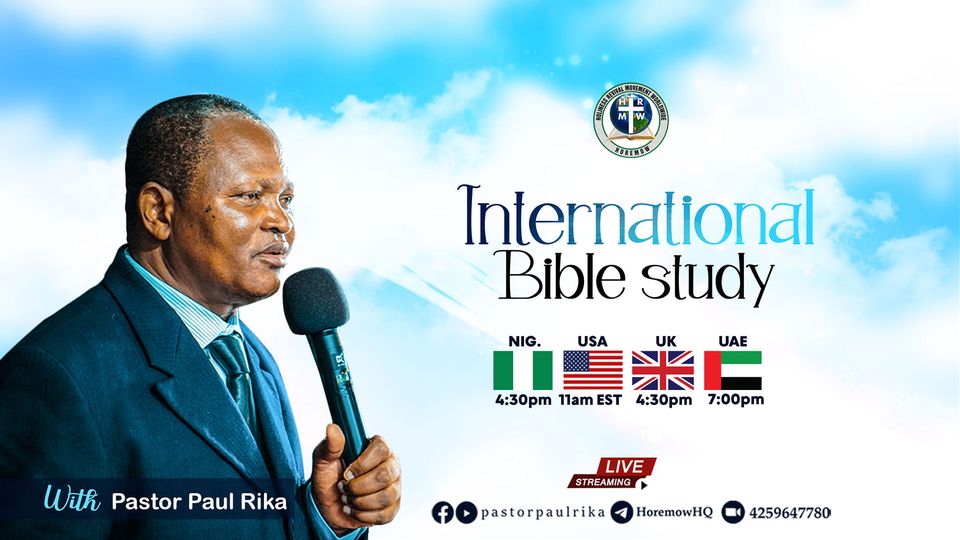 HOLINESS REVIVAL MOVEMENT WORLDWIDE
H R
M W
HOREMOW
International
Bible study
NIG. USA UK UAE
4:30pm 11am EST 4:30pm 7:00pm
LIVE
STREAMING
With Pastor Paul Rika
pastorpaulrika HoremowHQ 4259647780